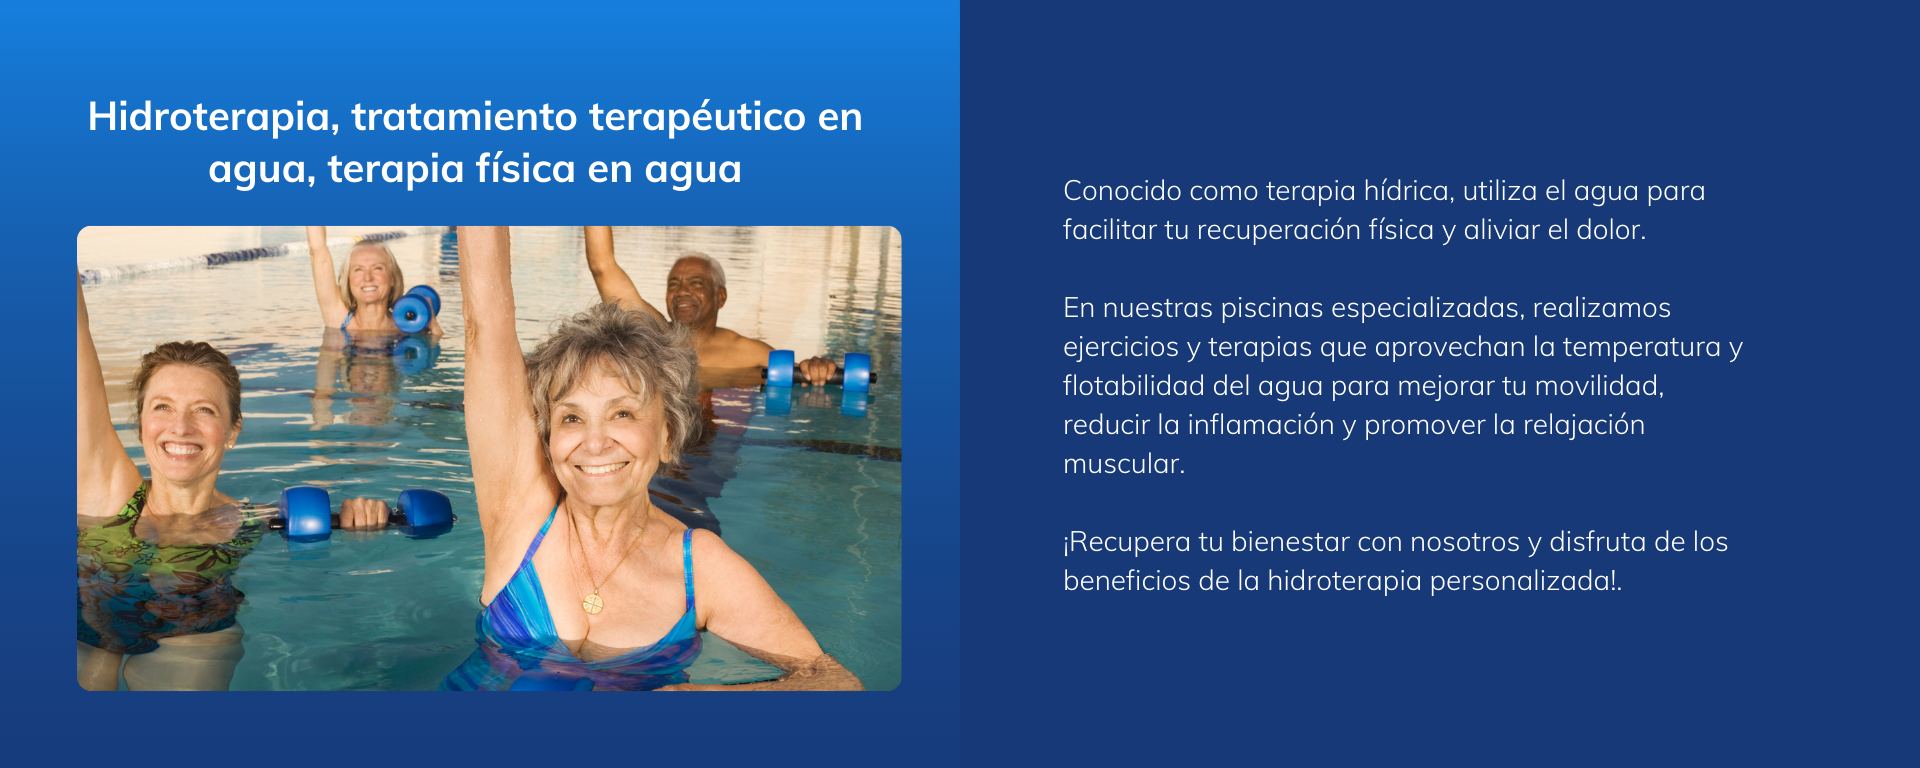 Hidroterapia, tratamiento terapéutico en
agua, terapia física en agua
Conocido como terapia hídrica, utiliza el agua para
facilitar tu recuperación física y aliviar el dolor.
En nuestras piscinas especializadas, realizamos
ejercicios y terapias que aprovechan la temperatura y
flotabilidad del agua para mejorar tu movilidad,
reducir la inflamación y promover la relajación
muscular.
¡Recupera tu bienestar con nosotros y disfruta de los
beneficios de la hidroterapia personalizada!.